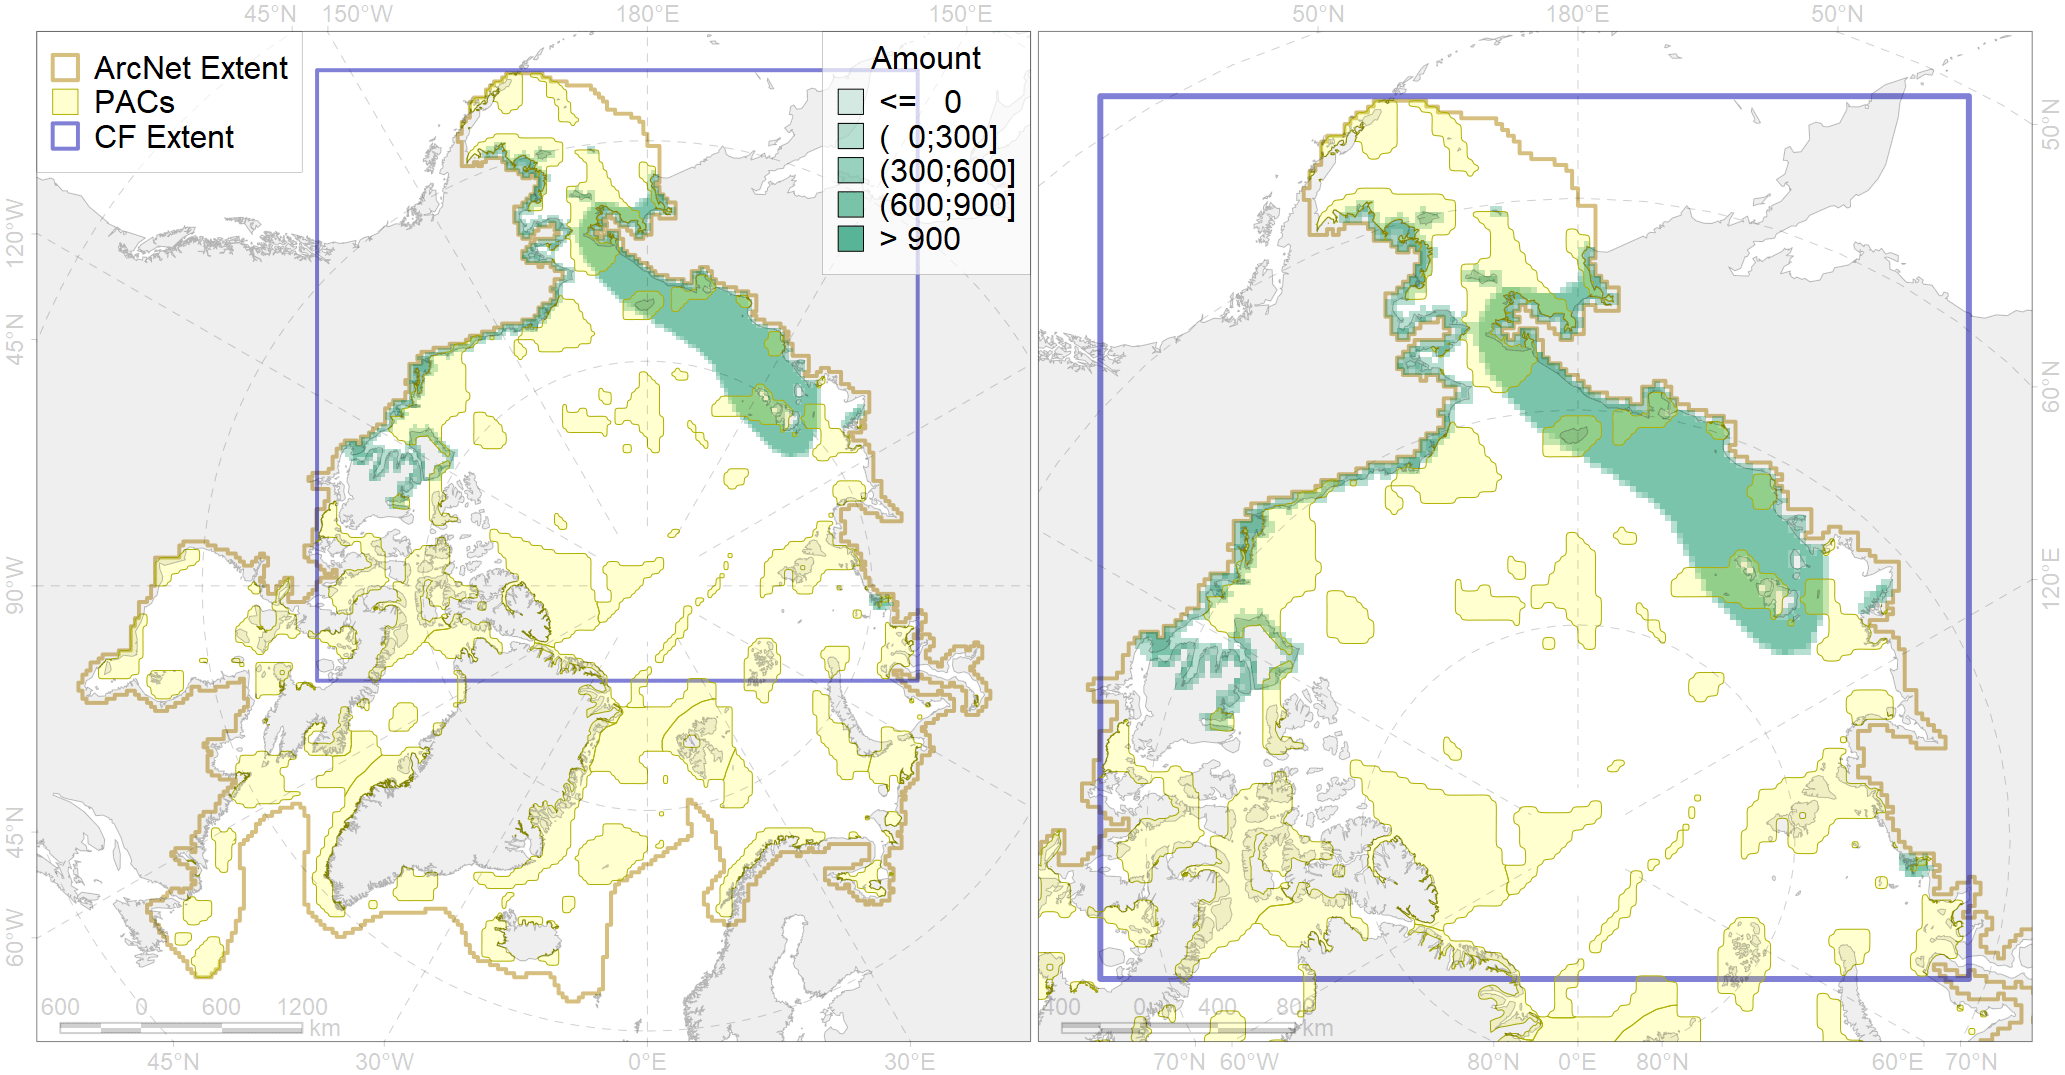 45°N 150°W 180°E 150°E 50°N 180°E 50°N
ArcNet Extent
PACs
CF Extent
Amount
<= 0
( 0;300]
(300;600]
(600;900]
> 900
120°W
45°N
90°W
45°N
60°W
50°N
60°N
120°E
600 0 600 1200
km
400 0 400 800
km
45°N 30°W 0°E 30°E 70°N 60°W 80°N 0°E 80°N 60°E 70°N